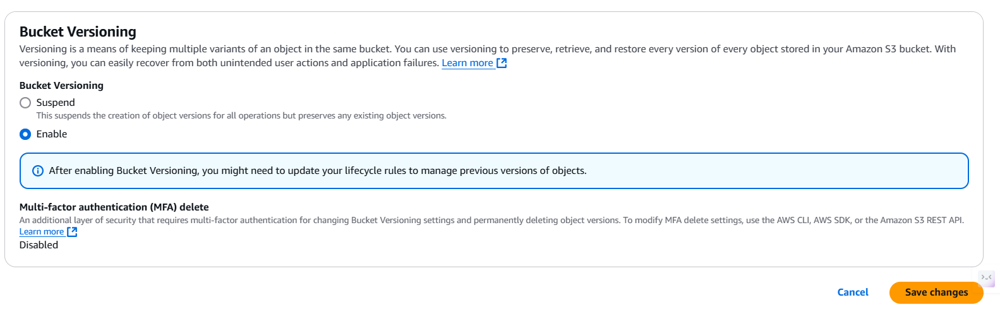 Bucket Versioning
Versioning is a means of keeping multiple variants of an object in the same bucket. You can use versioning to preserve, retrieve, and restore every version of every object stored in your Amazon S3 bucket. With
versioning, you can easily recover from both unintended user actions and application failures. Learn more
Bucket Versioning
Suspend
This suspends the creation of object versions for all operations but preserves any existing object versions.
Enable
After enabling Bucket Versioning, you might need to update your lifecycle rules to manage previous versions of objects.
Multi-factor authentication (MFA) delete
An additional layer of security that requires multi-factor authentication for changing Bucket Versioning settings and permanently deleting object versions. To modify MFA delete settings, use the AWS CLI, AWS SDK, or the Amazon S3 REST API.
Learn more
Disabled
Cancel
Save changes